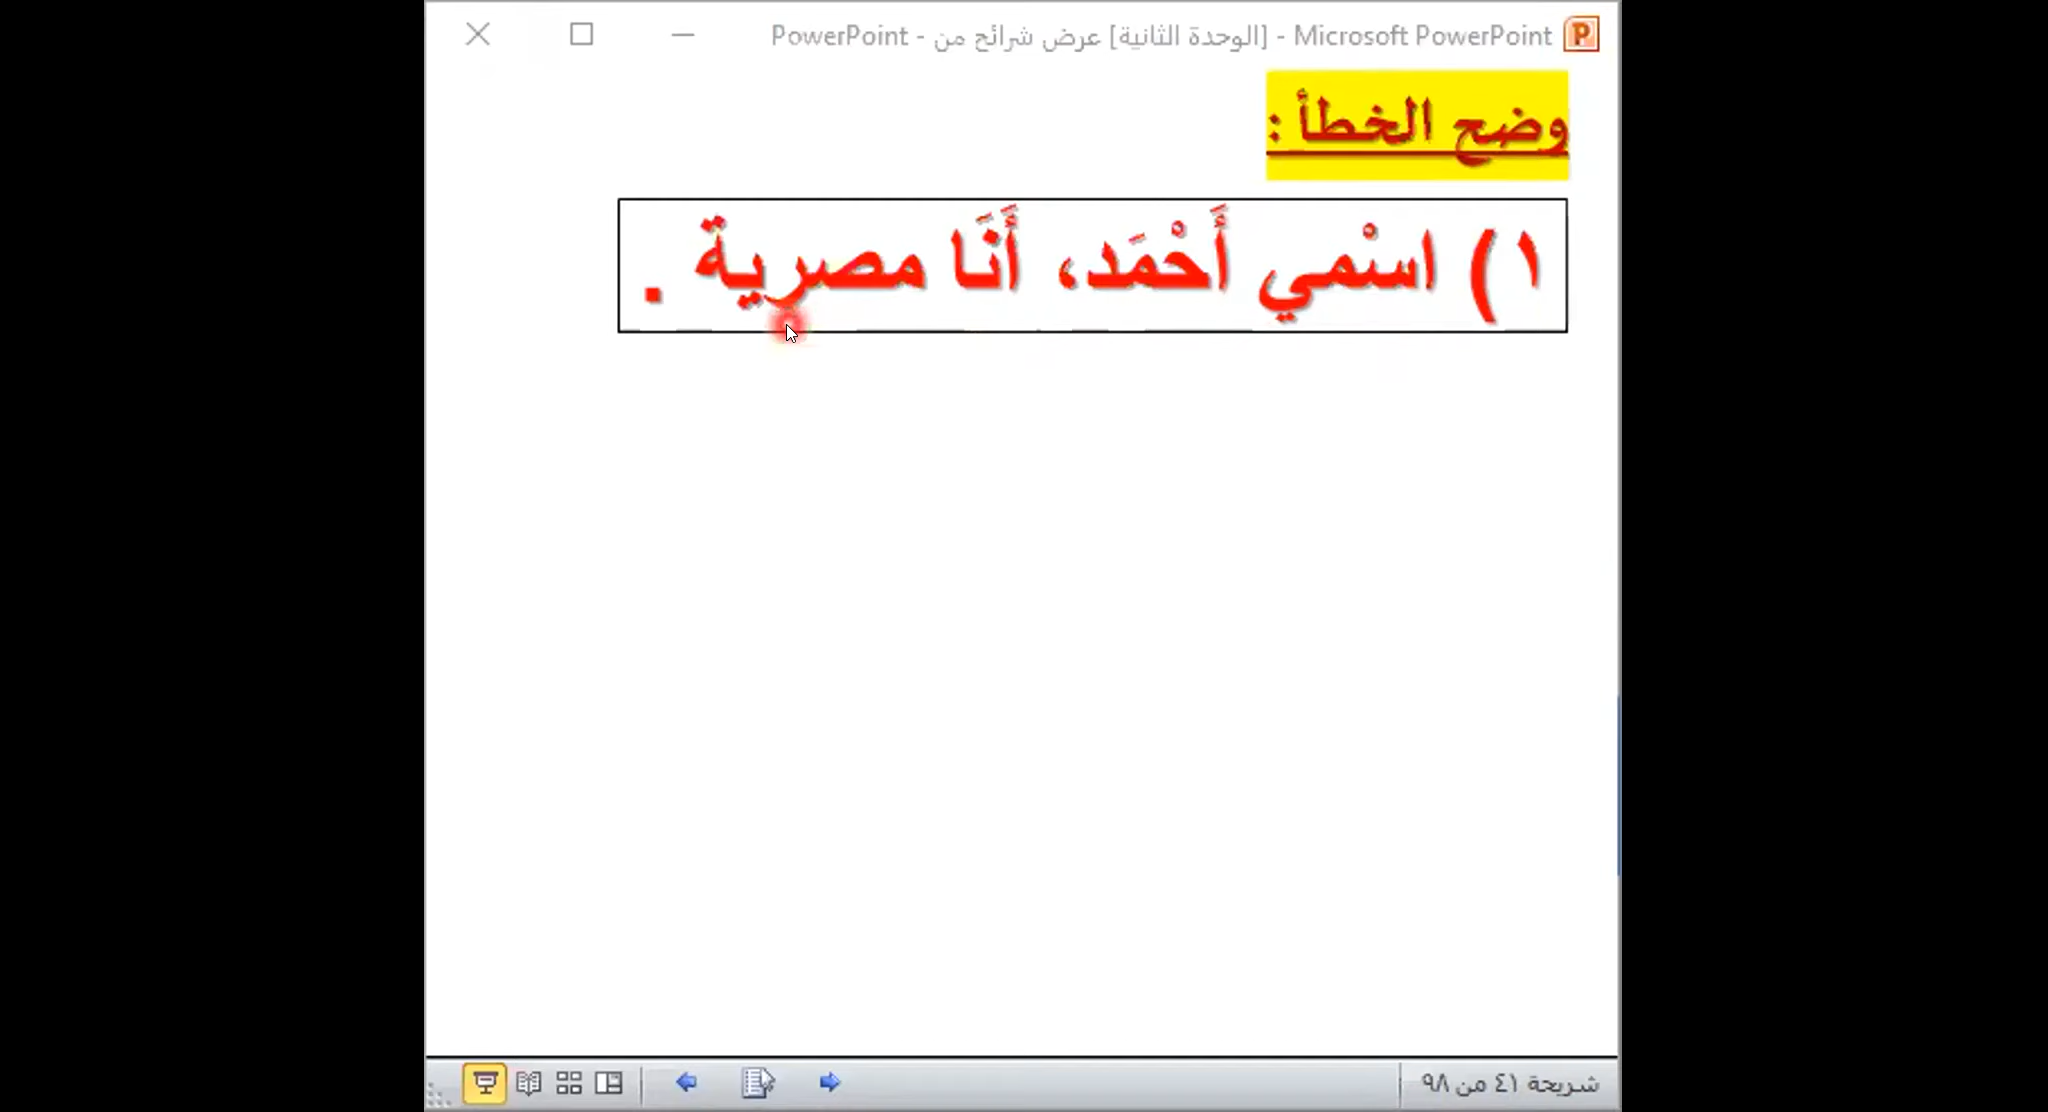 PowerPoint - عرض شرائح من [الوحدة الثانية] - Microsoft PowerPoint
وضح الخطأ :
١) اسْمي أَحْمَد، أَنَا مصرية .
شريحة ٤١ من ٩٨